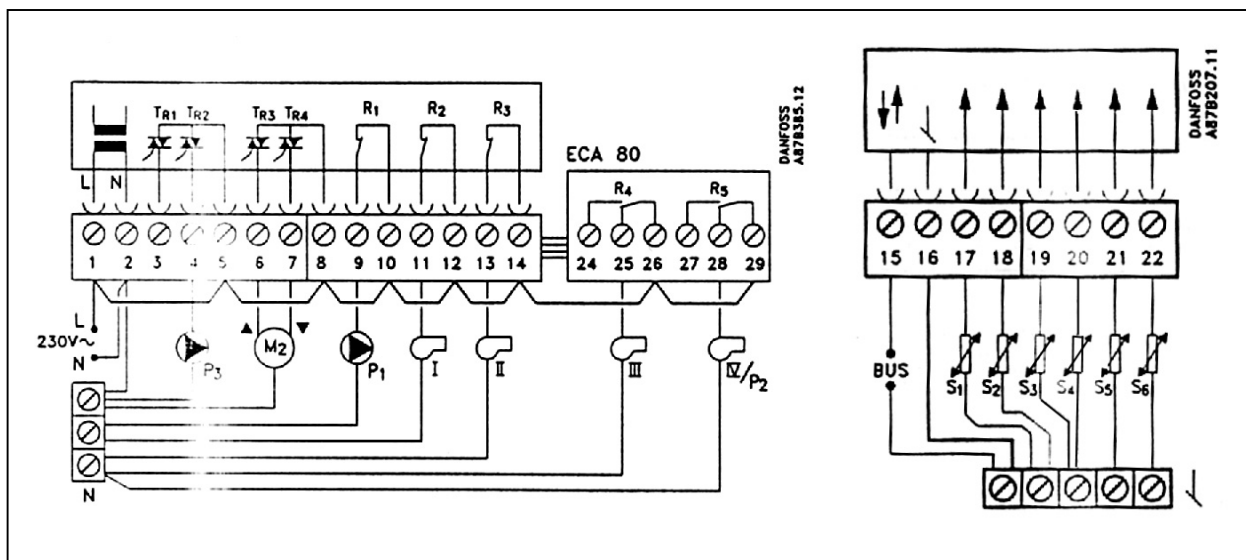 TR1 TR2 TR3 TR4 R1 R2 R3
L N
ECA 80
R4 R5
DANFOSS
A87B385.12
1 2 3 4 5 6 7 8 9 10 11 12 13 14
24 25 26 27 28 29
L
230V~
N
P3 M2 P1 I II III IV/P2
N
DANFOSS
A87B207.11
15 16 17 18 19 20 21 22
BUS
S1 S2 S3 S4 S5 S6